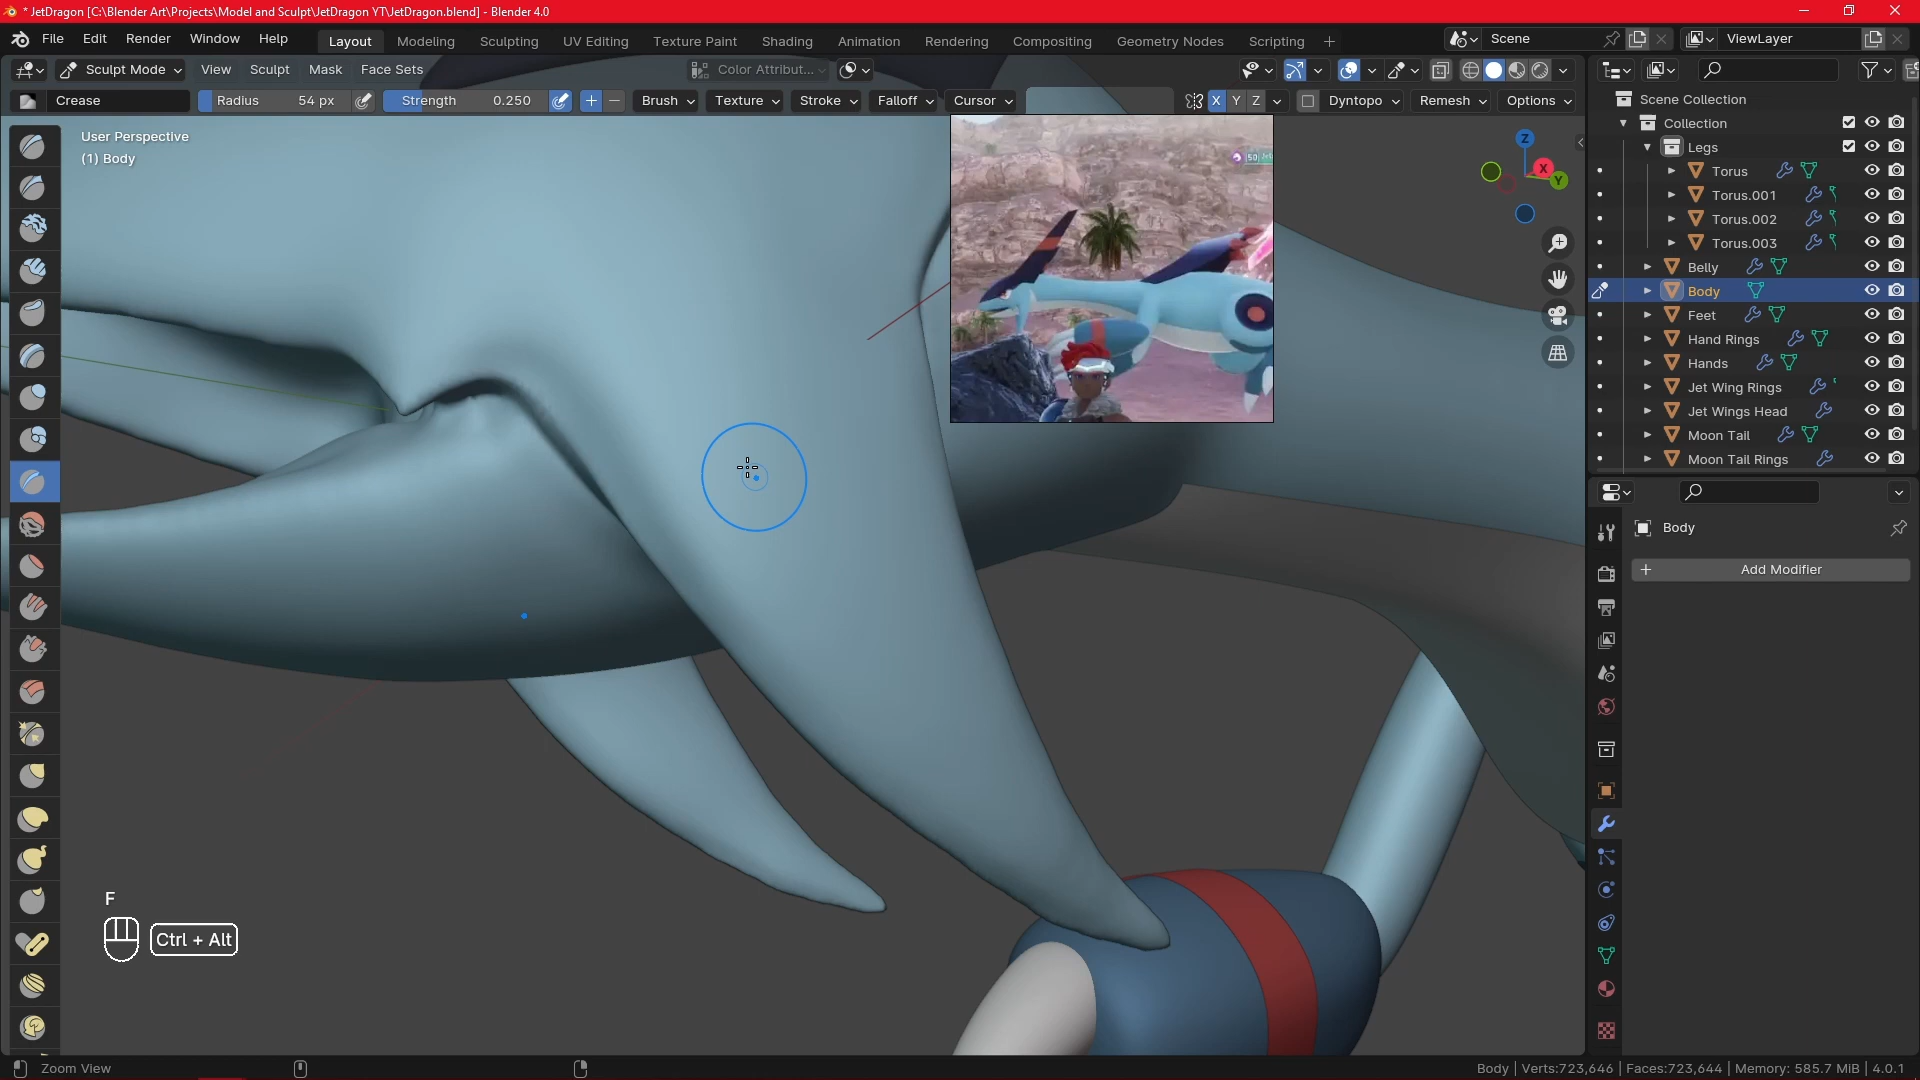 * JetDragon [C:\Blender Art\Projects\Model and Sculpt\JetDragon YT\JetDragon.blend] - Blender 4.0
File Edit Render Window Help Layout Modeling Sculpting UV Editing Texture Paint Shading Animation Rendering Compositing Geometry Nodes Scripting + Scene ViewLayer
Sculpt Mode View Sculpt Mask Face Sets Color Attribut...
Crease Radius 54 px Strength 0.250 + − Brush Texture Stroke Falloff Cursor X Y Z Dyntopo Remesh Options
User Perspective
(1) Body
50
Z
X
Y
Scene Collection
Collection
Legs
Torus
Torus.001
Torus.002
Torus.003
Belly
Body
Feet
Hand Rings
Hands
Jet Wing Rings
Jet Wings Head
Moon Tail
Moon Tail Rings
Body
+ Add Modifier
F
Ctrl + Alt
Zoom View
Body | Verts:723,646 | Faces:723,644 | Memory: 585.7 MiB | 4.0.1